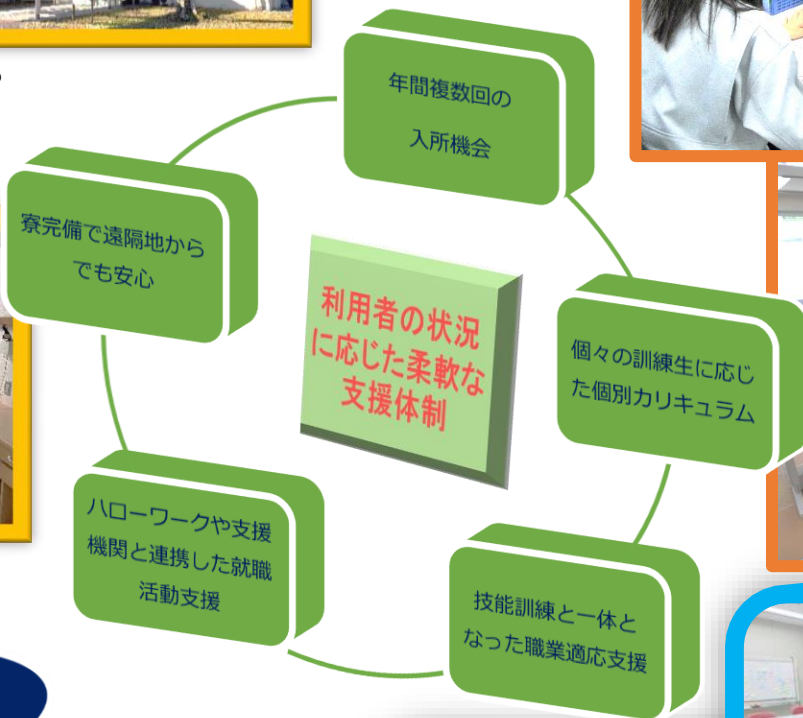 年間複数回の
入所機会
寮完備で遠隔地から
でも安心
利用者の状況
に応じた柔軟な
支援体制
個々の訓練生に応じ
た個別カリキュラム
ハローワークや支援
機関と連携した就職
活動支援
技能訓練と一体と
なった職業適応支援